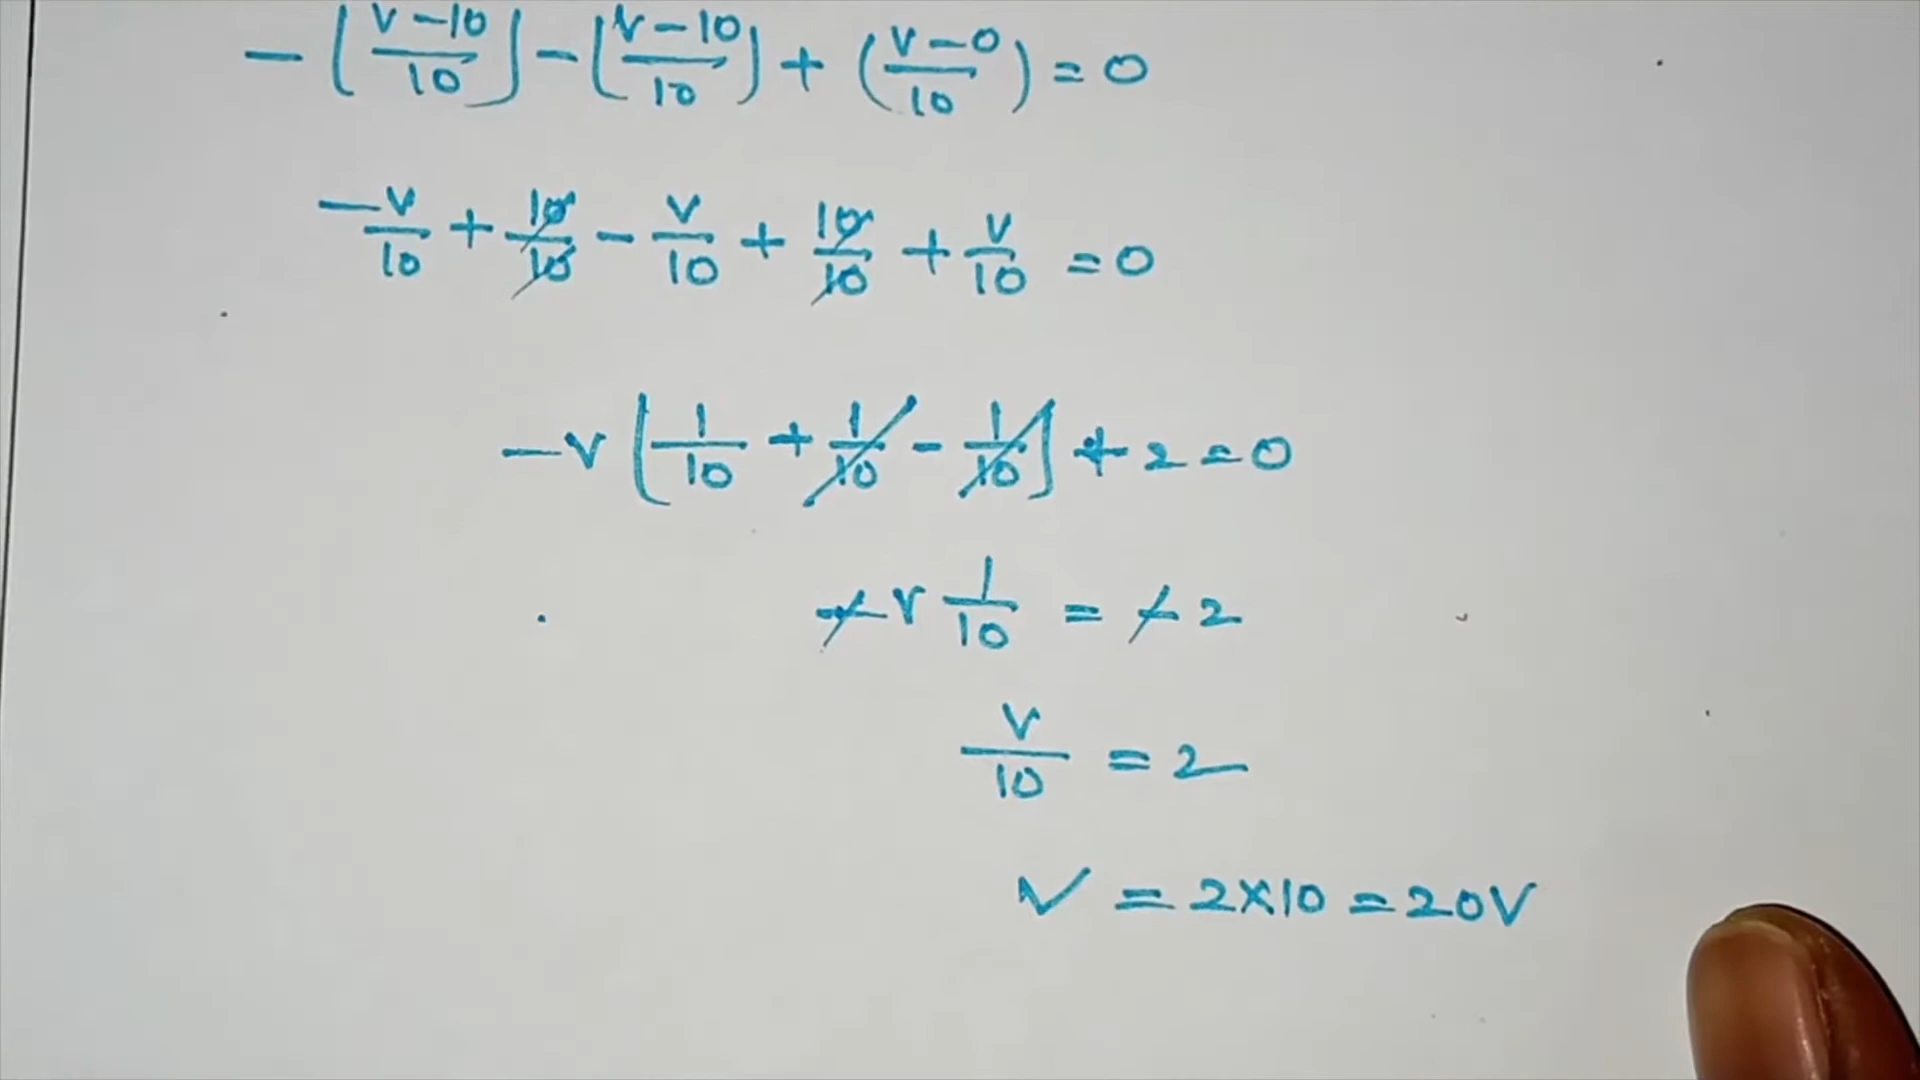 - [V-10/10] - [V-10/10] + (V-0/10) = 0
-V/10 + 10/10 - V/10 + 10/10 + V/10 = 0
-V [1/10 + 1/10 - 1/10] + 2 = 0
-V 1/10 = -2
V/10 = 2
V = 2×10 = 20V